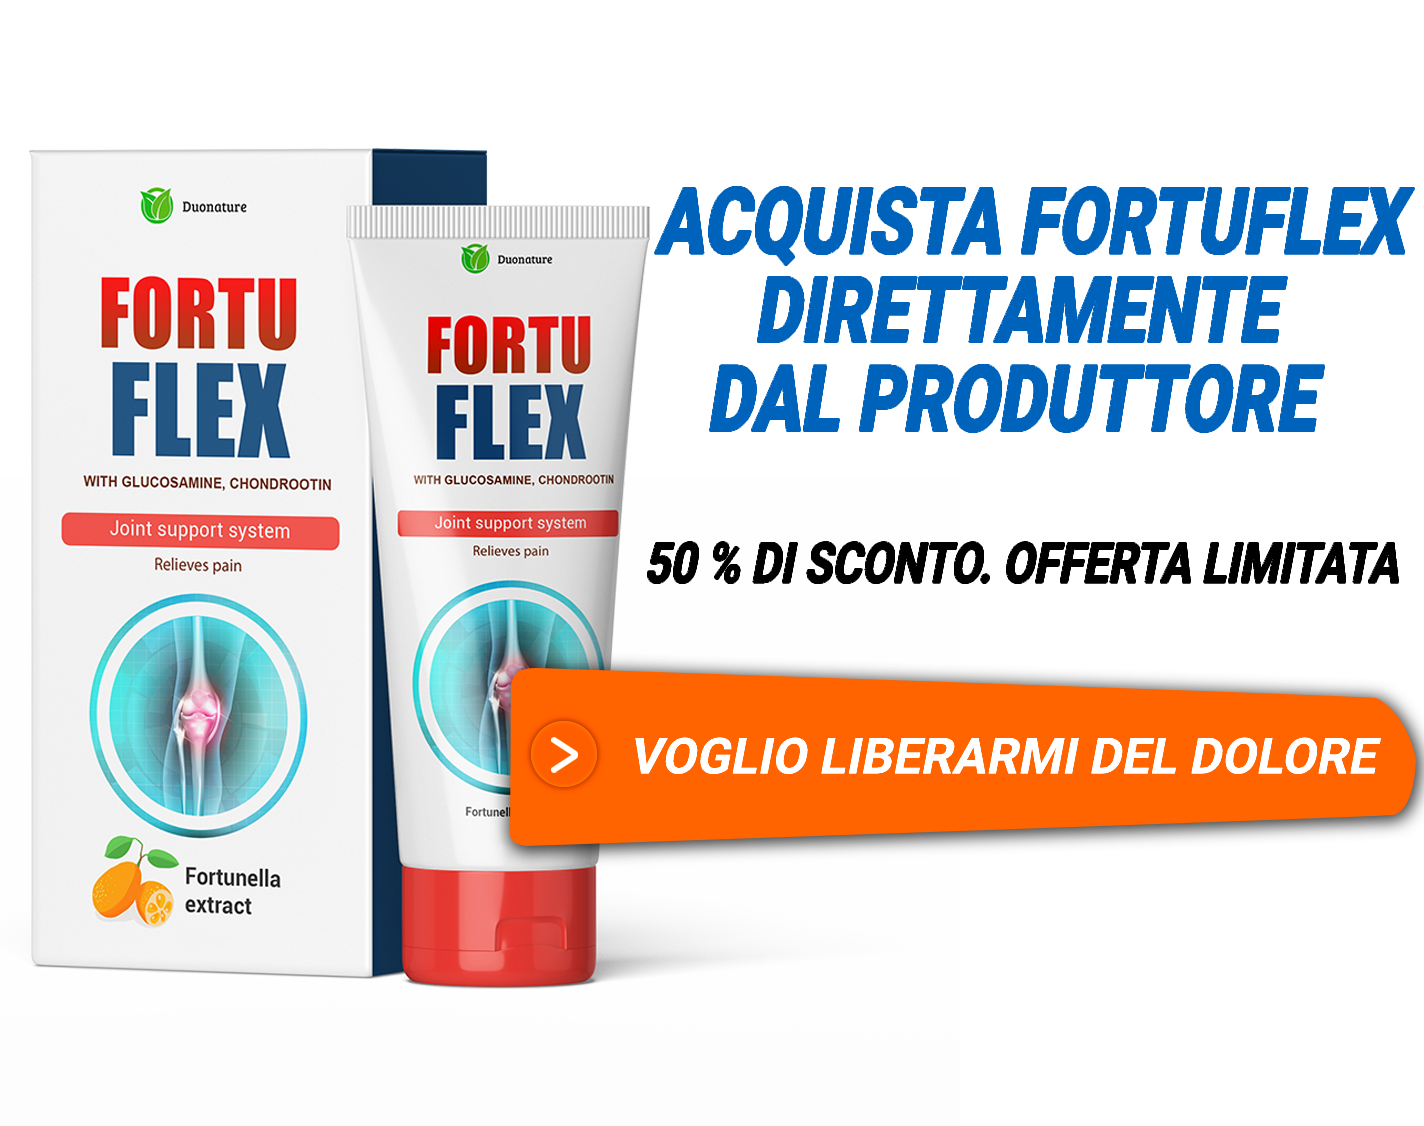 Duonature
FORTU
FLEX
WITH GLUCOSAMINE, CHONDROOTIN
Joint support system
Relieves pain
Fortunella
extract
Duonature
FORTU
FLEX
WITH GLUCOSAMINE, CHONDROOTIN
Joint support system
Relieves pain
ACQUISTA FORTUFLEX
DIRETTAMENTE
DAL PRODUTTORE
50 % DI SCONTO. OFFERTA LIMITATA
VOGLIO LIBERARMI DEL DOLORE